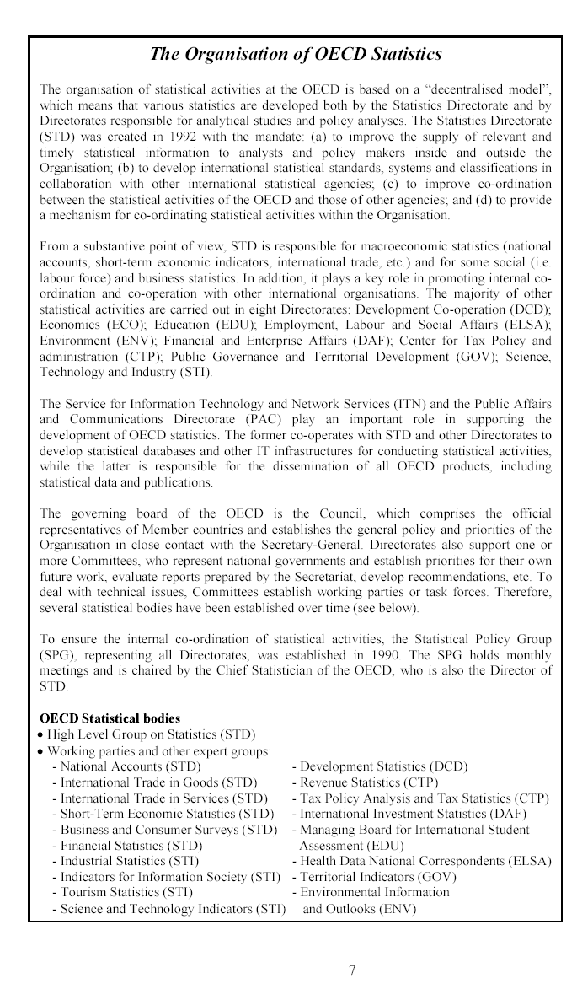 The Organisation of OECD Statistics
The organisation of statistical activities at the OECD is based on a “decentralised model”,
which means that various statistics are developed both by the Statistics Directorate and by
Directorates responsible for analytical studies and policy analyses. The Statistics Directorate
(STD) was created in 1992 with the mandate: (a) to improve the supply of relevant and
timely statistical information to analysts and policy makers inside and outside the
Organisation; (b) to develop international statistical standards, systems and classifications in
collaboration with other international statistical agencies; (c) to improve co-ordination
between the statistical activities of the OECD and those of other agencies; and (d) to provide
a mechanism for co-ordinating statistical activities within the Organisation.
From a substantive point of view, STD is responsible for macroeconomic statistics (national
accounts, short-term economic indicators, international trade, etc.) and for some social (i.e.
labour force) and business statistics. In addition, it plays a key role in promoting internal co-
ordination and co-operation with other international organisations. The majority of other
statistical activities are carried out in eight Directorates: Development Co-operation (DCD);
Economics (ECO); Education (EDU); Employment, Labour and Social Affairs (ELSA);
Environment (ENV); Financial and Enterprise Affairs (DAF); Center for Tax Policy and
administration (CTP); Public Governance and Territorial Development (GOV); Science,
Technology and Industry (STI).
The Service for Information Technology and Network Services (ITN) and the Public Affairs
and Communications Directorate (PAC) play an important role in supporting the
development of OECD statistics. The former co-operates with STD and other Directorates to
develop statistical databases and other IT infrastructures for conducting statistical activities,
while the latter is responsible for the dissemination of all OECD products, including
statistical data and publications.
The governing board of the OECD is the Council, which comprises the official
representatives of Member countries and establishes the general policy and priorities of the
Organisation in close contact with the Secretary-General. Directorates also support one or
more Committees, who represent national governments and establish priorities for their own
future work, evaluate reports prepared by the Secretariat, develop recommendations, etc. To
deal with technical issues, Committees establish working parties or task forces. Therefore,
several statistical bodies have been established over time (see below).
To ensure the internal co-ordination of statistical activities, the Statistical Policy Group
(SPG), representing all Directorates, was established in 1990. The SPG holds monthly
meetings and is chaired by the Chief Statistician of the OECD, who is also the Director of
STD.
OECD Statistical bodies
• High Level Group on Statistics (STD)
• Working parties and other expert groups:
- National Accounts (STD)
- International Trade in Goods (STD)
- International Trade in Services (STD)
- Short-Term Economic Statistics (STD)
- Business and Consumer Surveys (STD)
- Financial Statistics (STD)
- Industrial Statistics (STI)
- Indicators for Information Society (STI)
- Tourism Statistics (STI)
- Science and Technology Indicators (STI)
- Development Statistics (DCD)
- Revenue Statistics (CTP)
- Tax Policy Analysis and Tax Statistics (CTP)
- International Investment Statistics (DAF)
- Managing Board for International Student
Assessment (EDU)
- Health Data National Correspondents (ELSA)
- Territorial Indicators (GOV)
- Environmental Information
and Outlooks (ENV)
7